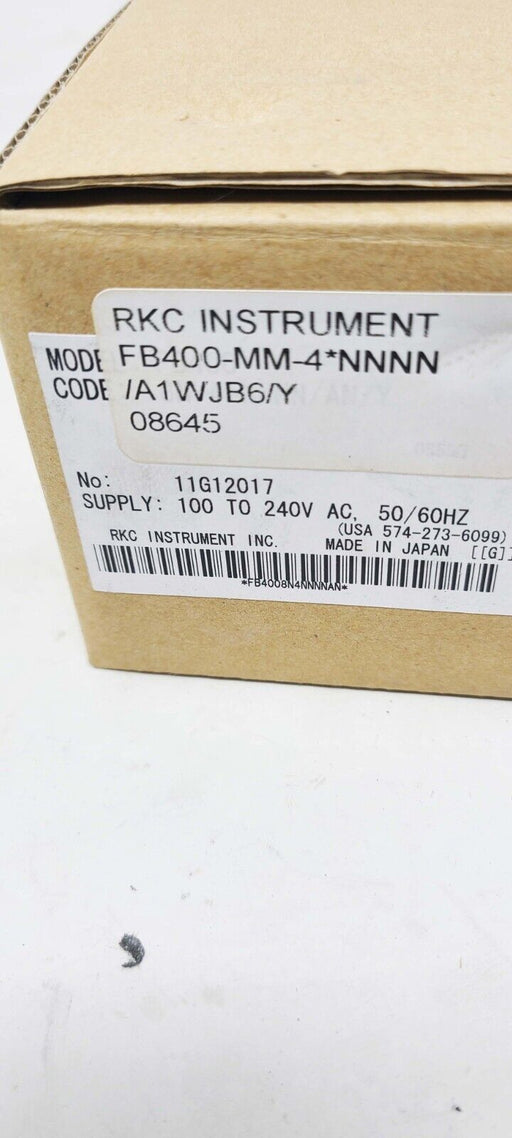 RKC INSTRUMENT
MODE FB400-MM-4*NNNN
CODE /A1WJB6/Y
08645
No: 11G12017
SUPPLY: 100 TO 240V AC, 50/60HZ
(USA 574-273-6099)
RKC INSTRUMENT INC. MADE IN JAPAN [[G]]
*FB4008N4NNNNAN*